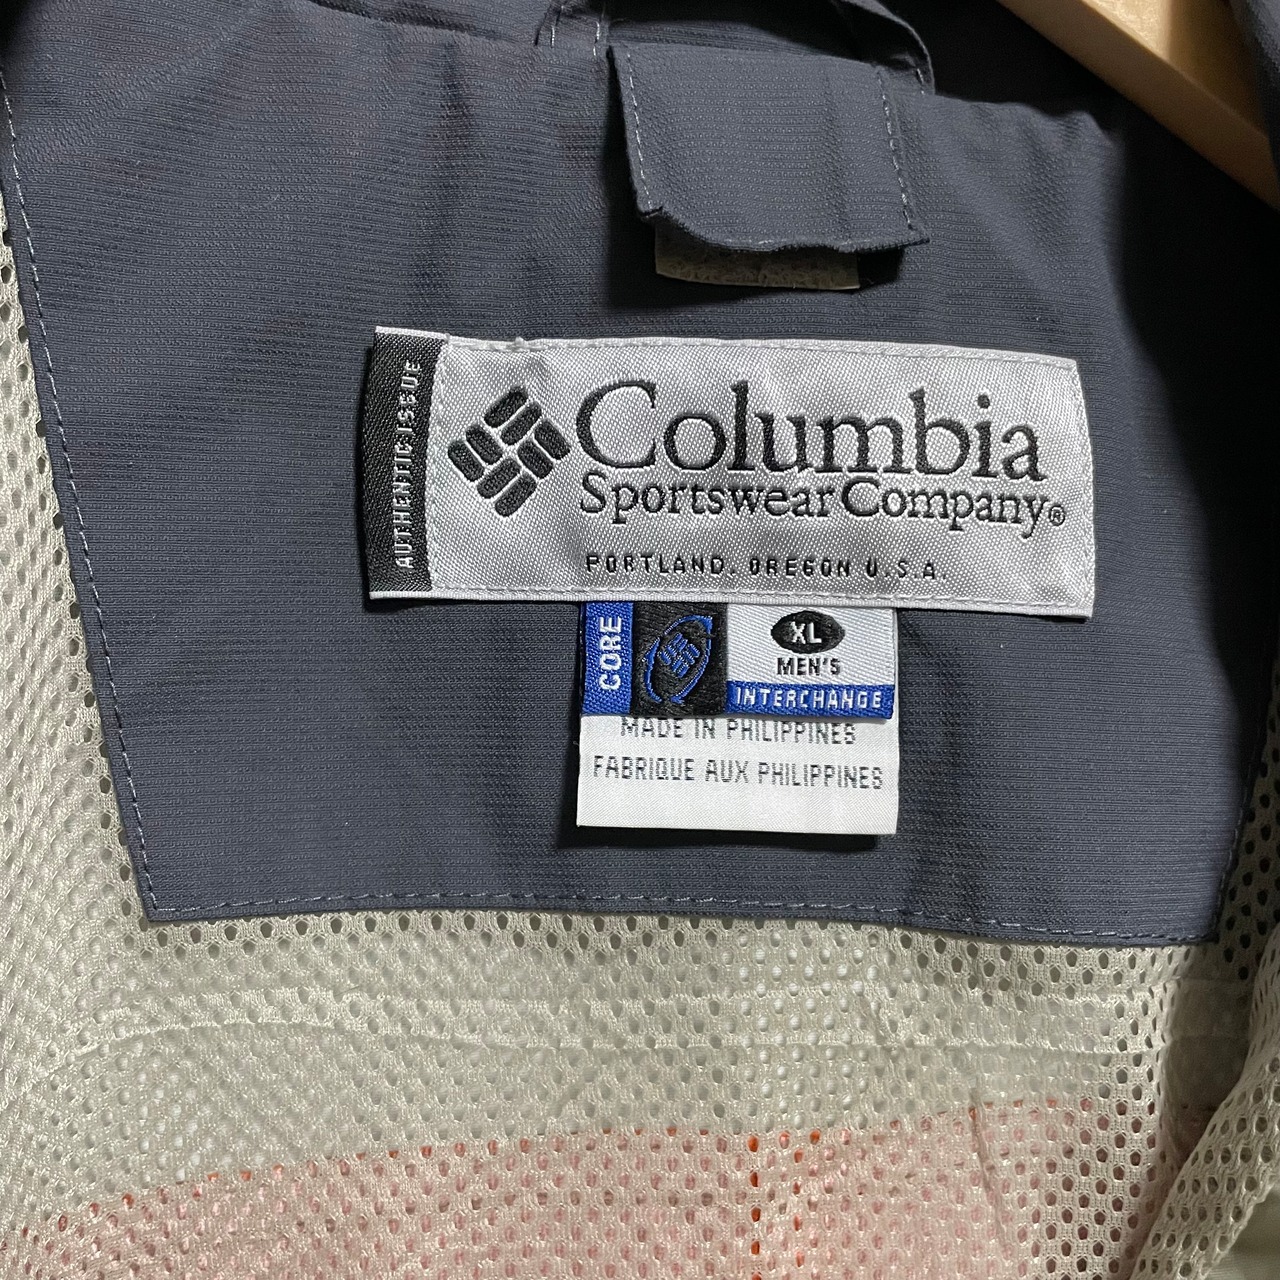 AUTHENTIC ISSUE
Columbia
Sportswear Company®
PORTLAND. OREGON U.S.A.
CORE
XL
MEN'S
INTERCHANGE
MADE IN PHILIPPINES
FABRIQUE AUX PHILIPPINES